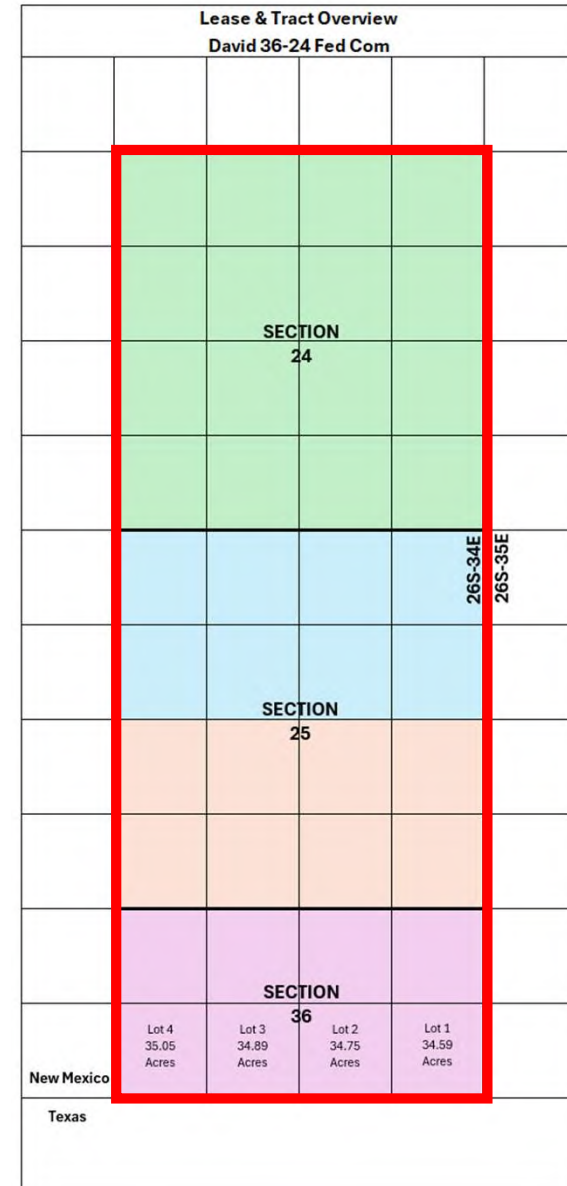 Lease & Tract Overview
David 36-24 Fed Com
SECTION
24
26S-34E
26S-35E
SECTION
25
SECTION
36
Lot 4
35.05
Acres
Lot 3
34.89
Acres
Lot 2
34.75
Acres
Lot 1
34.59
Acres
New Mexico
Texas